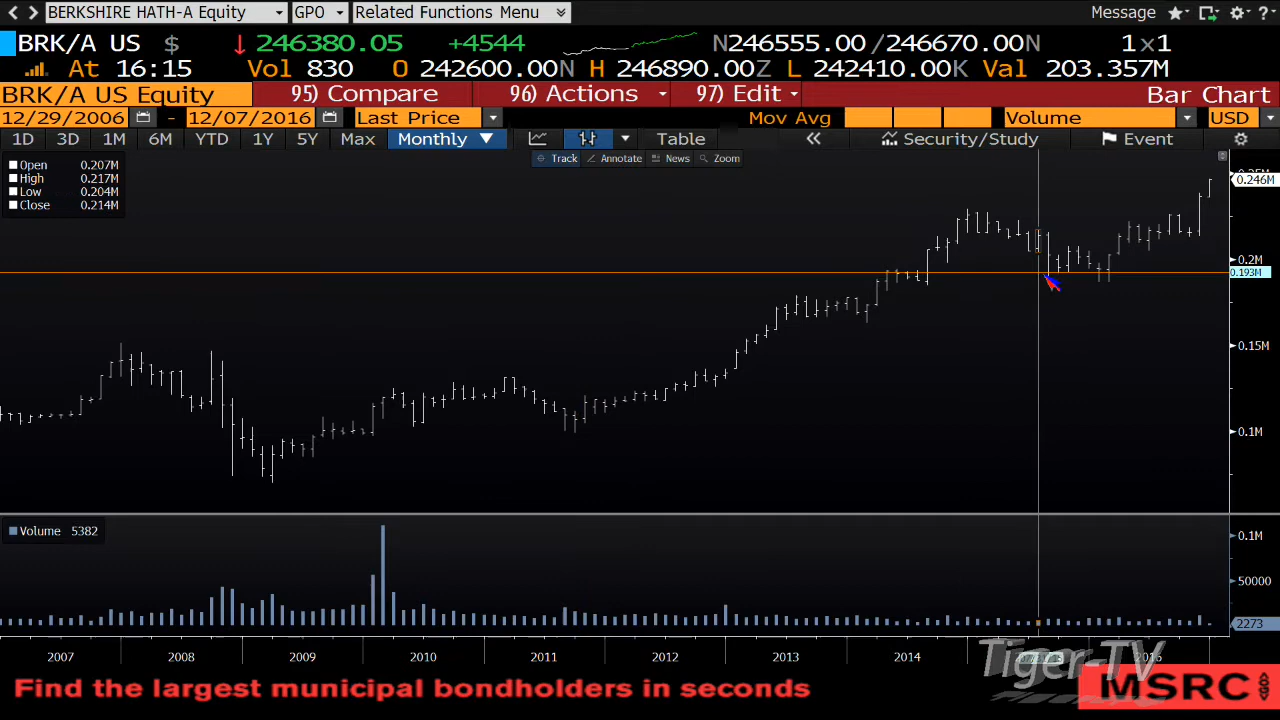 BERKSHIRE HATH-A Equity GPO Related Functions Menu Message ?
BRK/A US $ ↓ 246380.05 +4544 N246555.00 /246670.00N 1x1
At 16:15 Vol 830 O 242600.00N H 246890.00Z L 242410.00K Val 203.357M
BRK/A US Equity 95) Compare 96) Actions 97) Edit Bar Chart
12/29/2006 - 12/07/2016 Last Price Mov Avg Volume USD
1D 3D 1M 6M YTD 1Y 5Y Max Monthly ▼ Table « Security/Study Event
Track Annotate News Zoom
Open 0.207M
High 0.217M
Low 0.204M
Close 0.214M
0.246M
0.2M
0.193M
0.15M
0.1M
Volume 5382
0.1M
50000
2273
2007 2008 2009 2010 2011 2012 2013 2014 2016
Tiger-TV
Find the largest municipal bondholders in seconds
MSRC